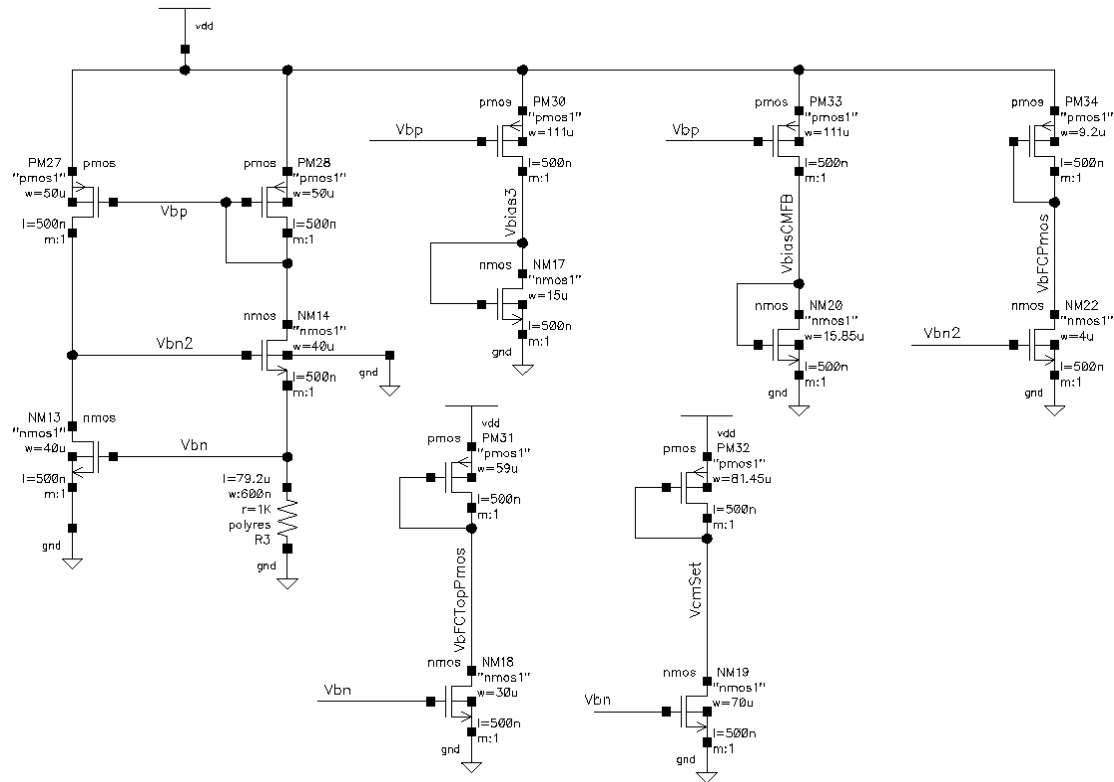 vdd
PM27
pmos
"pmos1"
w=50u
l=500n
m:1
Vbp
pmos
PM28
"pmos1"
w=50u
l=500n
m:1
Vbp
pmos
PM30
"pmos1"
w=111u
l=500n
m:1
Vbias3
nmos
NM17
"nmos1"
w=15u
l=500n
m:1
gnd
Vbp
pmos
PM33
"pmos1"
w=111u
l=500n
m:1
VbiasCMFB
nmos
NM20
"nmos1"
w=15.85u
l=500n
m:1
gnd
pmos
PM34
"pmos1"
w=9.2u
l=500n
m:1
VbFCPmos
Vbn2
nmos
NM22
"nmos1"
w=4u
l=500n
m:1
gnd
Vbn2
nmos
NM14
"nmos1"
w=40u
l=500n
m:1
gnd
NM13
nmos
"nmos1"
w=40u
l=500n
m:1
gnd
Vbn
l=79.2u
w:600n
r=1K
polyres
R3
gnd
vdd
pmos
PM31
"pmos1"
w=59u
l=500n
m:1
VbFCTopPmos
Vbn
nmos
NM18
"nmos1"
w=30u
l=500n
m:1
gnd
vdd
pmos
PM32
"pmos1"
w=81.45u
l=500n
m:1
VcmSet
Vbn
nmos
NM19
"nmos1"
w=70u
l=500n
m:1
gnd